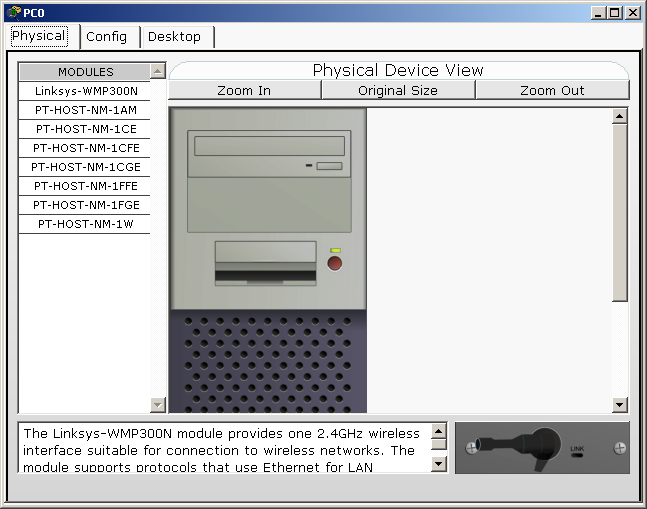 PC0
Physical
Config
Desktop
MODULES
Linksys-WMP300N
PT-HOST-NM-1AM
PT-HOST-NM-1CE
PT-HOST-NM-1CFE
PT-HOST-NM-1CGE
PT-HOST-NM-1FFE
PT-HOST-NM-1FGE
PT-HOST-NM-1W
Physical Device View
Zoom In
Original Size
Zoom Out
The Linksys-WMP300N module provides one 2.4GHz wireless
interface suitable for connection to wireless networks. The
module supports protocols that use Ethernet for LAN
LINK